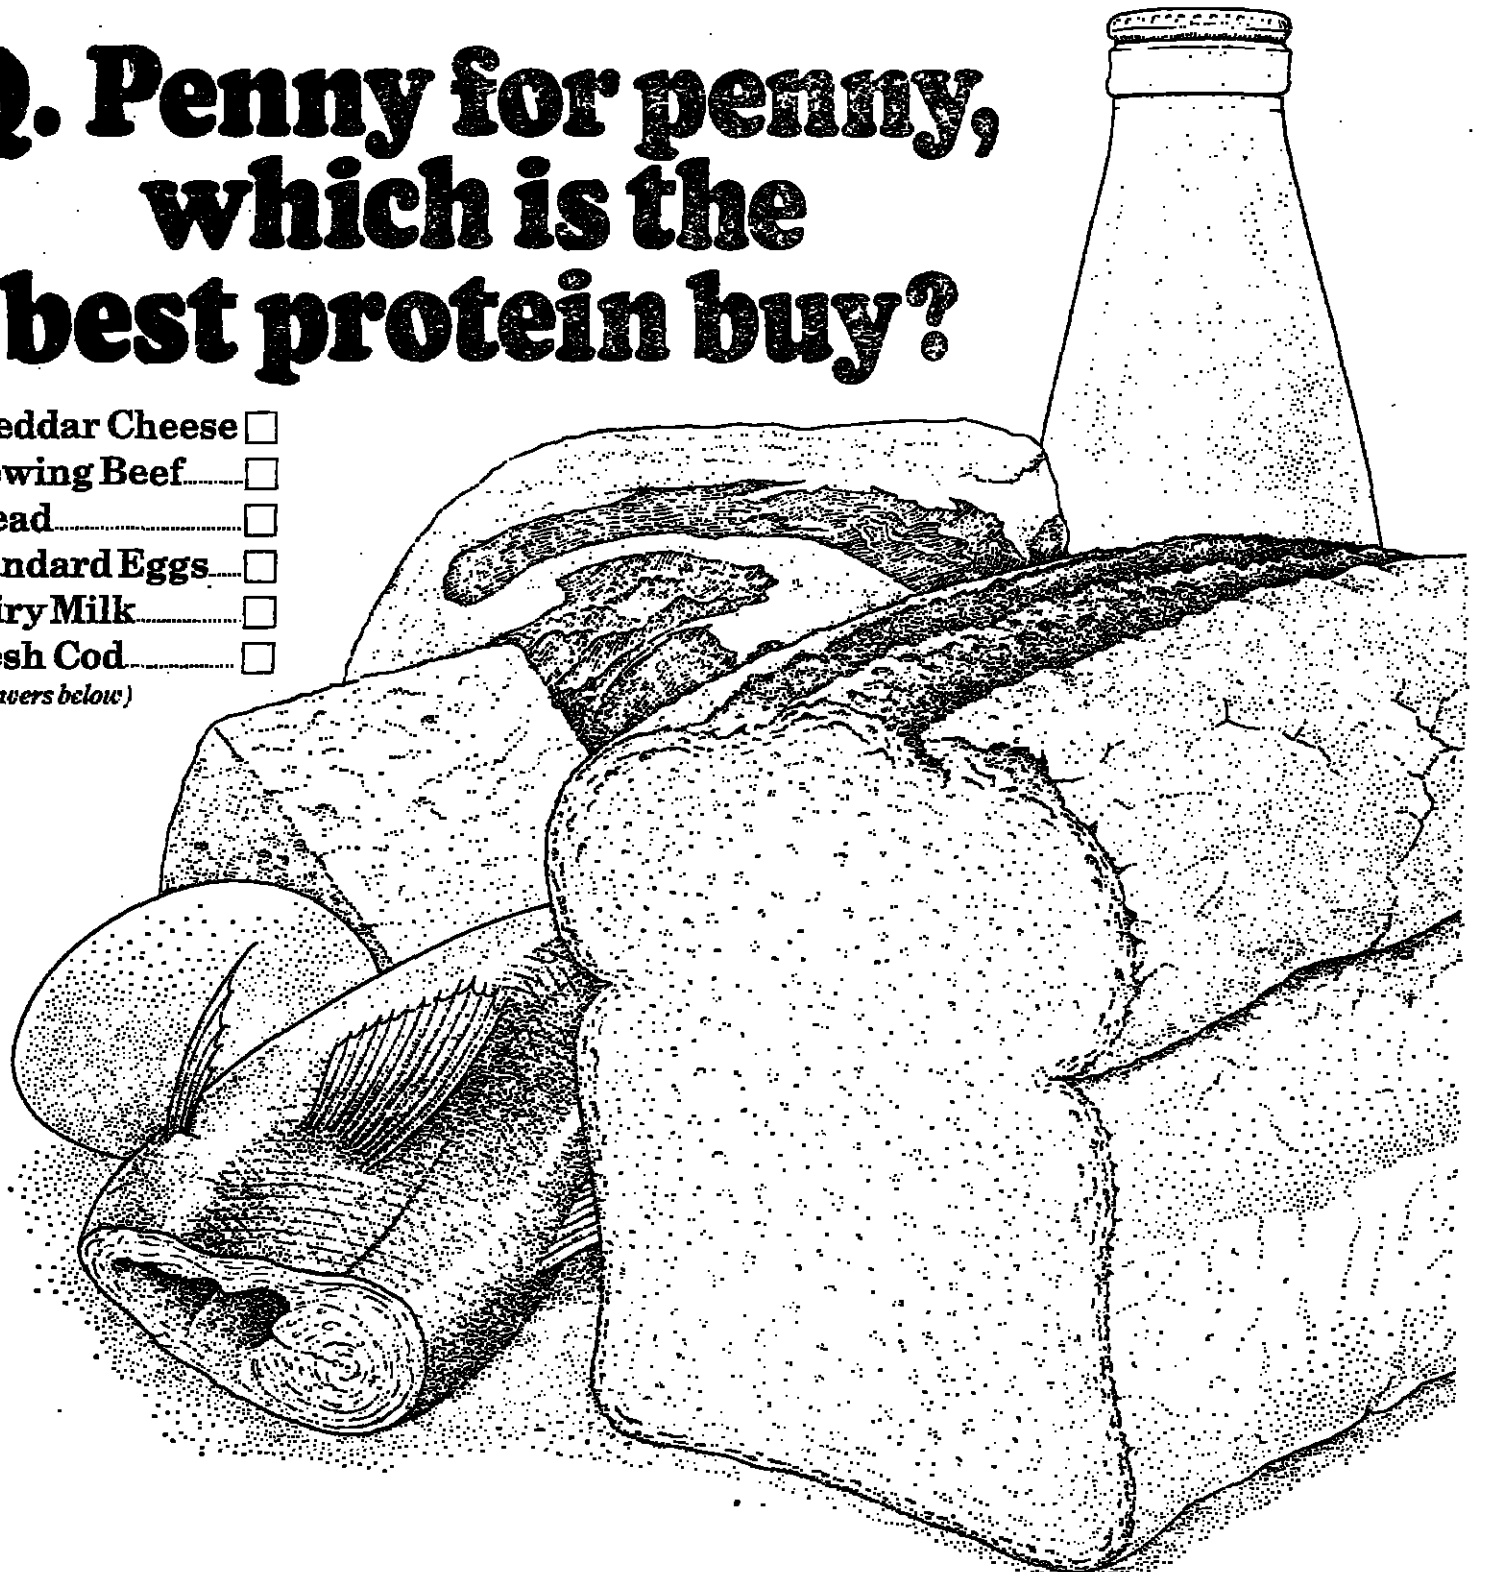 Q. Penny for penny,
which is the
best protein buy?
eddar Cheese
wing Beef
ead
ndard Eggs
iry Milk
esh Cod
wers below)